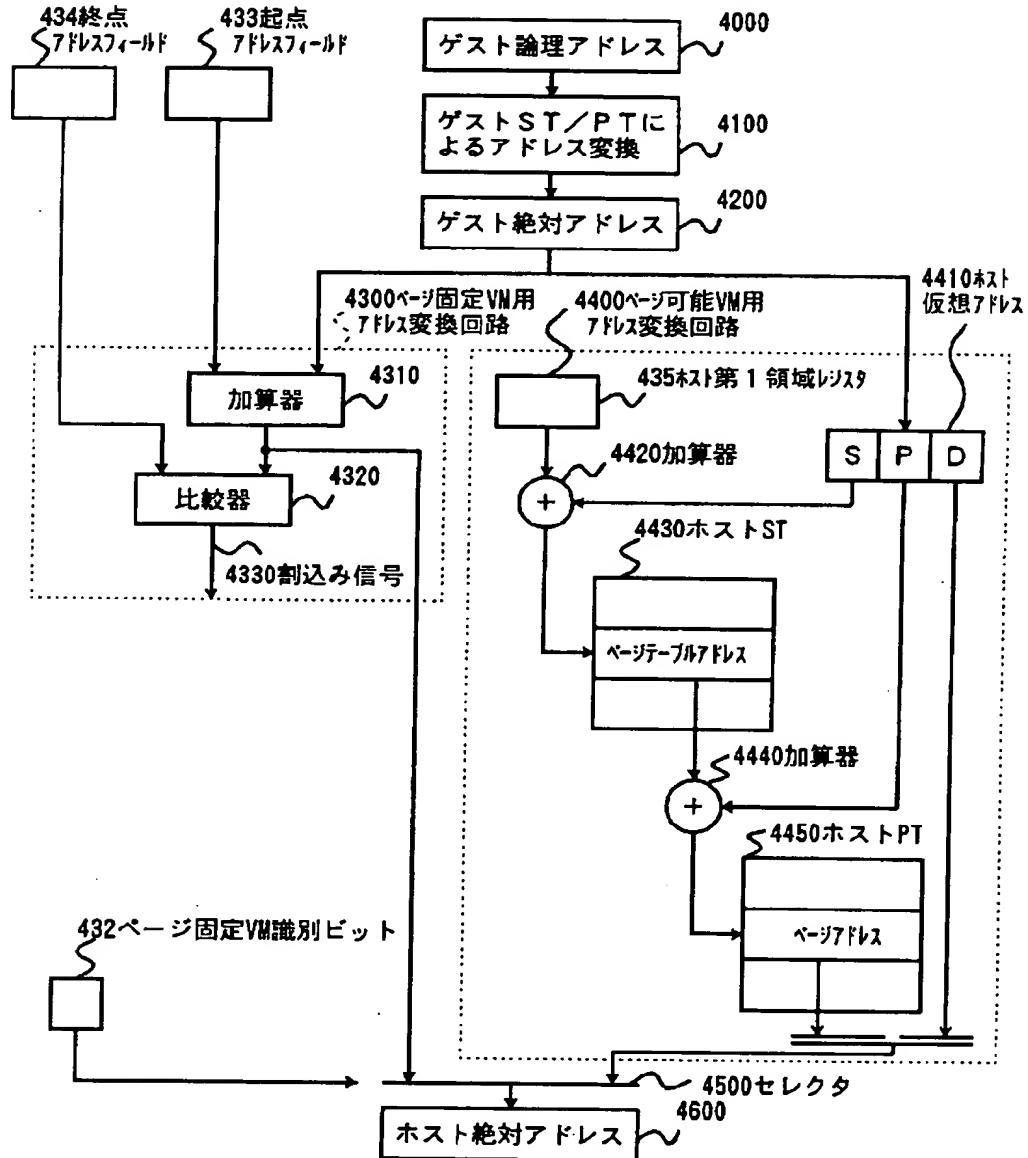 434終点
アドレスフィールド
433起点
アドレスフィールド
4000
ゲスト論理アドレス
ゲストST/PTに
よるアドレス変換
4100
4200
ゲスト絶対アドレス
4300ページ固定VM用
アドレス変換回路
4400ページ可能VM用
アドレス変換回路
4410ホスト
仮想アドレス
435ホスト第1領域レジスタ
加算器
4310
S P D
4420加算器
比較器
4320
4430ホストST
4330割込み信号
ページテーブルアドレス
4440加算器
4450ホストPT
432ページ固定VM識別ビット
ページアドレス
4500セレクタ
4600
ホスト絶対アドレス